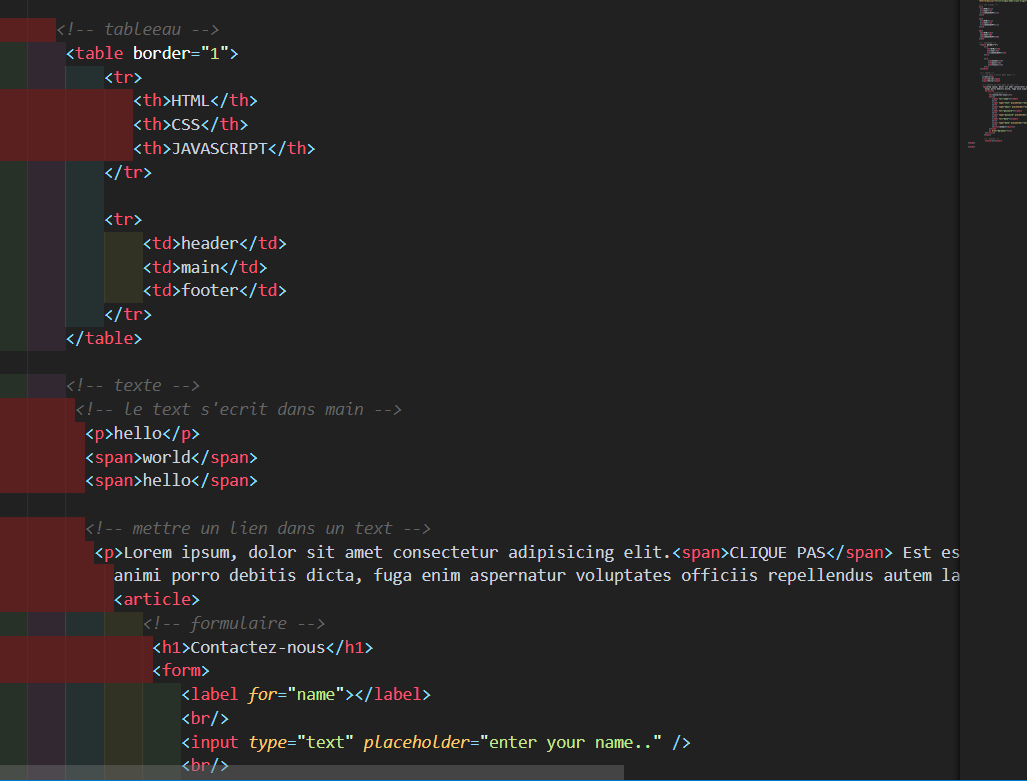 <!-- tableeau -->
<table border="1">
<tr>
<th>HTML</th>
<th>CSS</th>
<th>JAVASCRIPT</th>
</tr>
<tr>
<td>header</td>
<td>main</td>
<td>footer</td>
</tr>
</table>
<!-- texte -->
<!-- le text s'ecrit dans main -->
<p>hello</p>
<span>world</span>
<span>hello</span>
<!-- mettre un lien dans un text -->
<p>Lorem ipsum, dolor sit amet consectetur adipisicing elit.<span>CLIQUE PAS</span> Est es
animi porro debitis dicta, fuga enim aspernatur voluptates officiis repellendus autem la
<article>
<!-- formulaire -->
<h1>Contactez-nous</h1>
<form>
<label for="name"></label>
<br/>
<input type="text" placeholder="enter your name.." />
<br/>